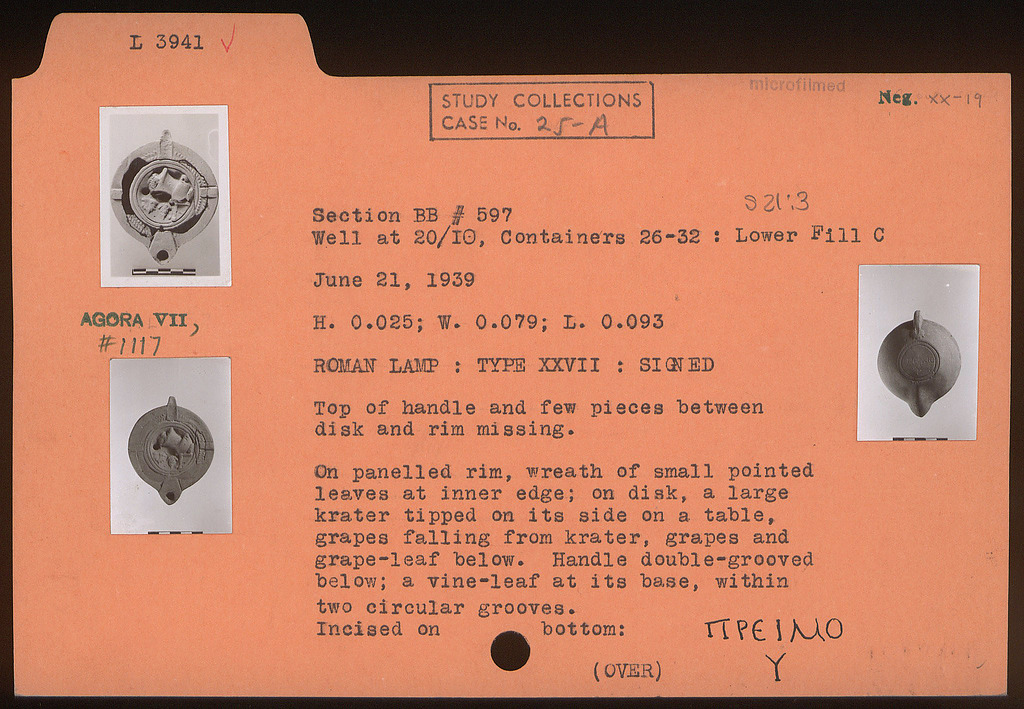 L 3941 ✓
microfilmed
STUDY COLLECTIONS
CASE No. 25-A
Neg. XX-19
S 21:3
Section BB # 597
Well at 20/ΙΘ, Containers 26-32 : Lower Fill C
June 21, 1939
AGORA VII,
#1117
H. 0.025; W. 0.079; L. 0.093
ROMAN LAMP : TYPE XXVII : SIGNED
Top of handle and few pieces between
disk and rim missing.
On panelled rim, wreath of small pointed
leaves at inner edge; on disk, a large
krater tipped on its side on a table,
grapes falling from krater, grapes and
grape-leaf below. Handle double-grooved
below; a vine-leaf at its base, within
two circular grooves.
Incised on bottom: ΠΡΕΙΜΟ
Υ
(OVER)